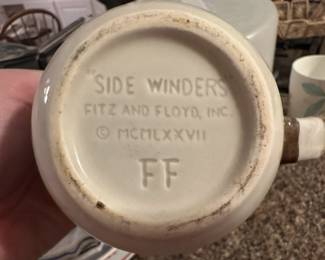 "SIDE WINDERS"
FITZ AND FLOYD, INC.
© MCMLXXVII
FF